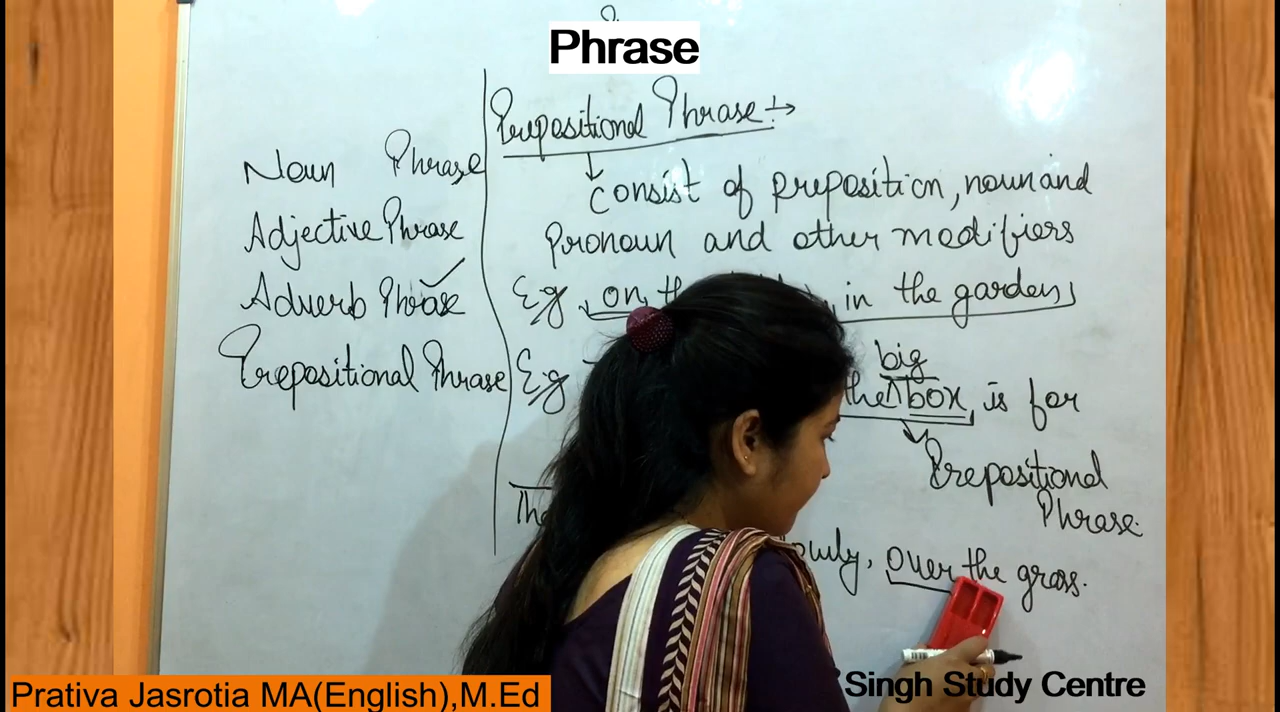 Phrase
Noun Phrase
Adjective Phrase
Adverb Phrase
Prepositional Phrase
Prepositional Phrase :→
Consist of preposition, noun and
Pronoun and other modifiers
Eg on in the garden,
Eg big
the box, is for
Prepositional
Phrase.
over the grass.
Prativa Jasrotia MA(English),M.Ed
Singh Study Centre